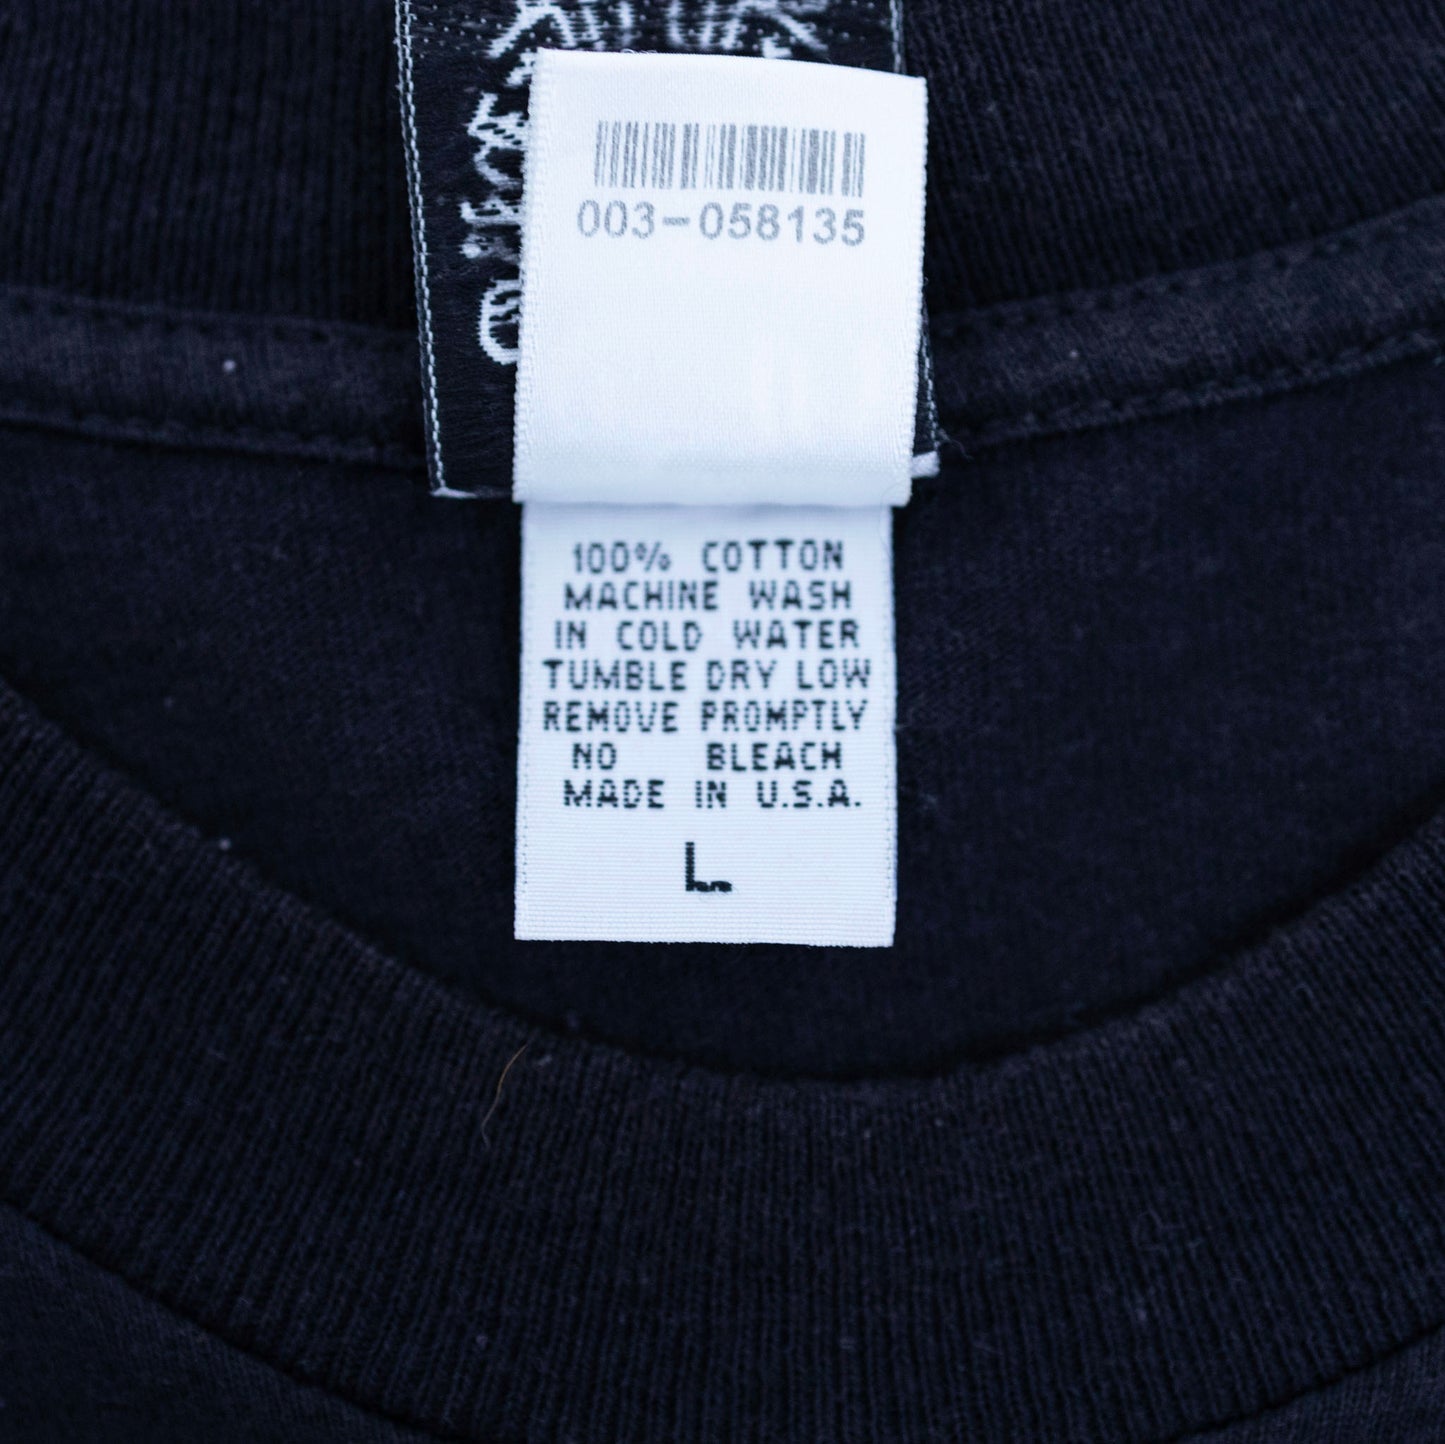 003-058135
100% COTTON
MACHINE WASH
IN COLD WATER
TUMBLE DRY LOW
REMOVE PROMPTLY
NO BLEACH
MADE IN U.S.A.
L